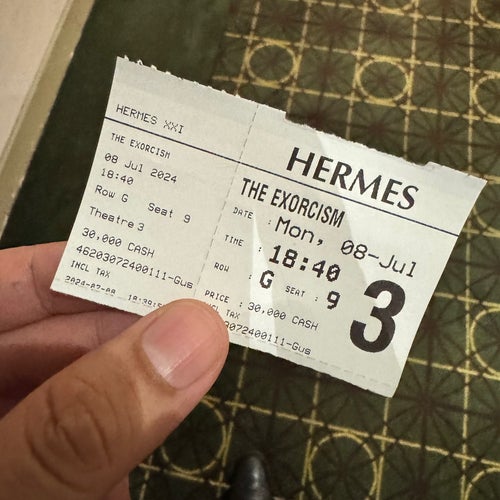 HERMES XXI
THE EXORCISM
08 Jul 2024
18:40
Row G Seat 9
Theatre 3
30,000 CASH
46203072400111-Gus
INCL TAX
HERMES
THE EXORCISM
DATE : Mon, 08-Jul
TIME : 18:40
ROW : G SEAT : 9
3
PRICE : 30,000 CASH
TAX